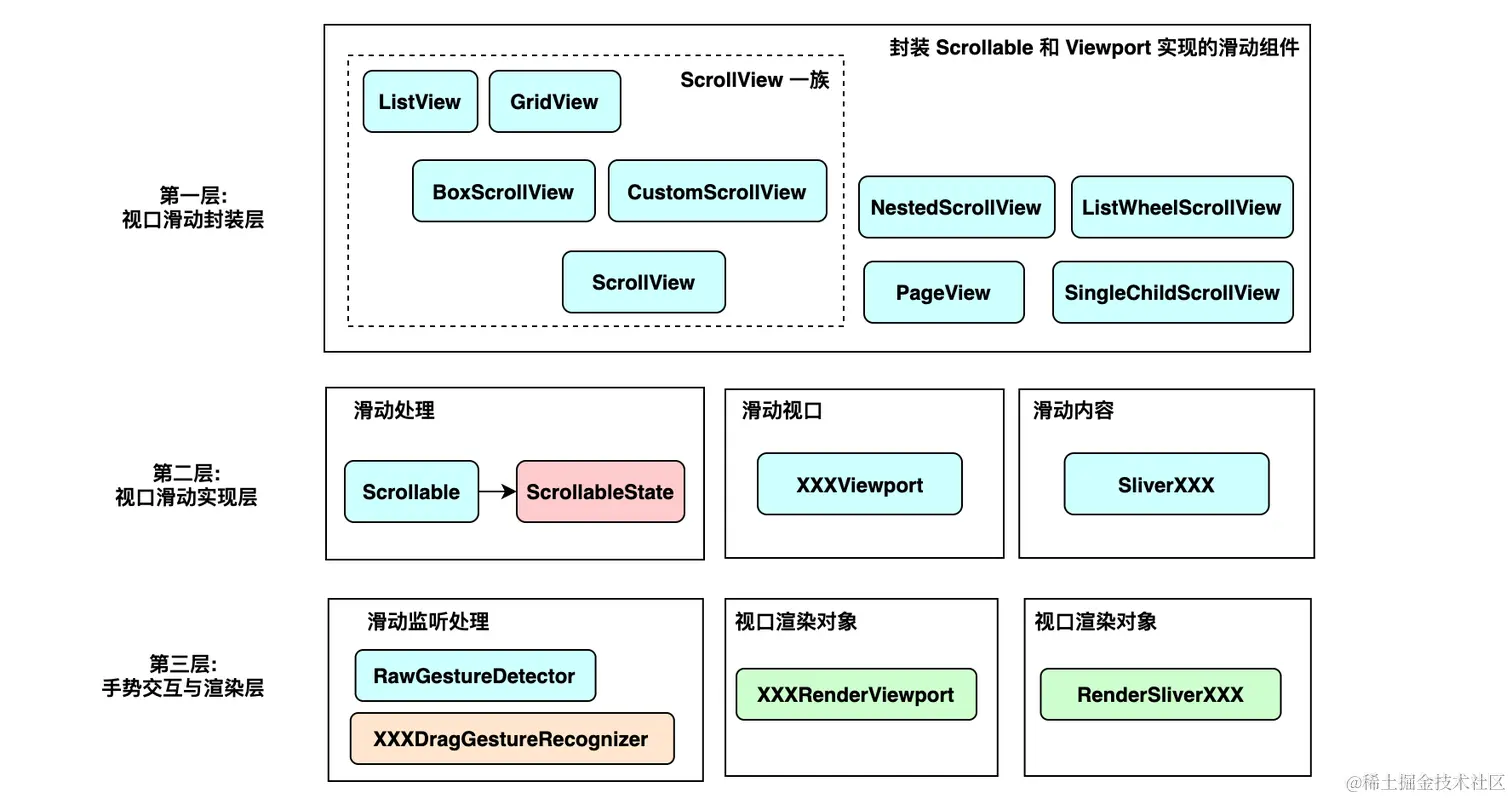 封装 Scrollable 和 Viewport 实现的滑动组件
ScrollView 一族
ListView
GridView
BoxScrollView
CustomScrollView
ScrollView
NestedScrollView
ListWheelScrollView
PageView
SingleChildScrollView
第一层:
视口滑动封装层
第二层:
视口滑动实现层
滑动处理
Scrollable
ScrollableState
滑动视口
XXXViewport
滑动内容
SliverXXX
第三层:
手势交互与渲染层
滑动监听处理
RawGestureDetector
XXXDragGestureRecognizer
视口渲染对象
XXXRenderViewport
视口渲染对象
RenderSliverXXX
@稀土掘金技术社区